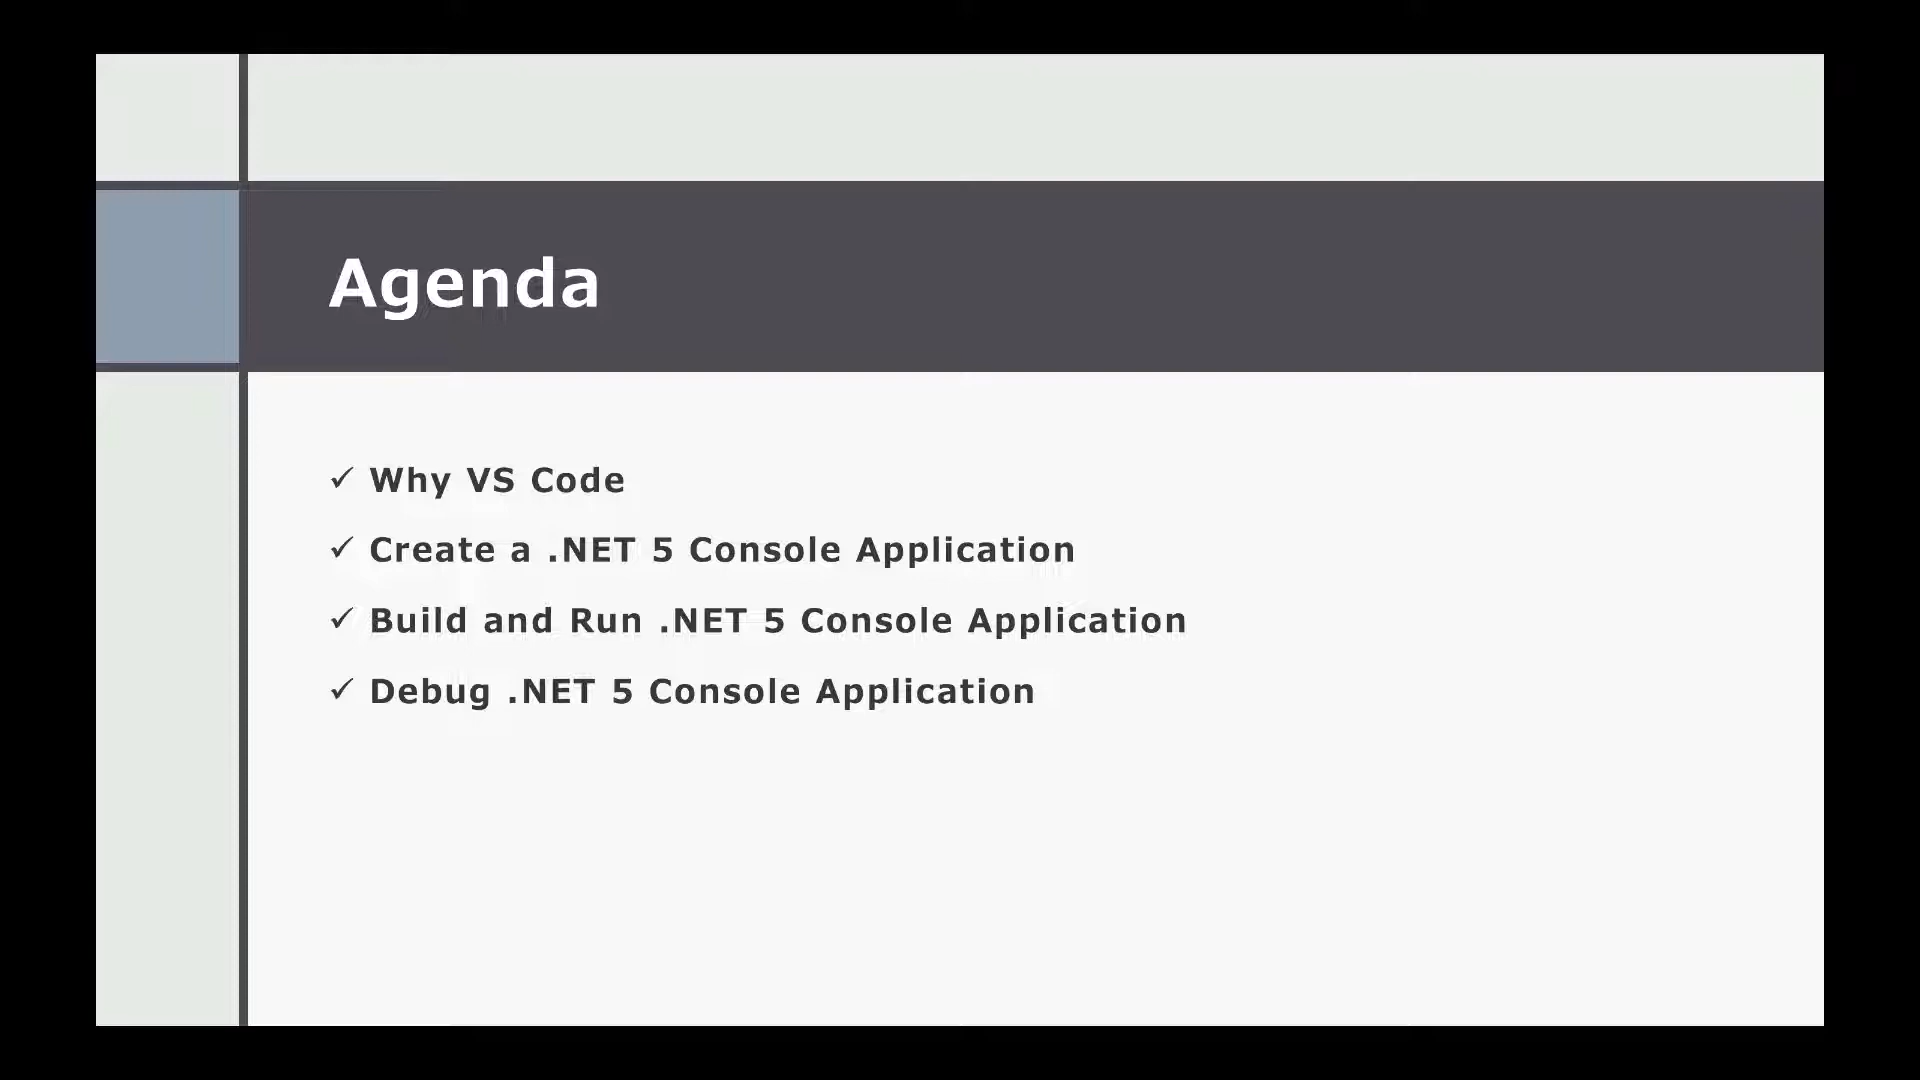 Agenda
✓ Why VS Code
✓ Create a .NET 5 Console Application
✓ Build and Run .NET 5 Console Application
✓ Debug .NET 5 Console Application